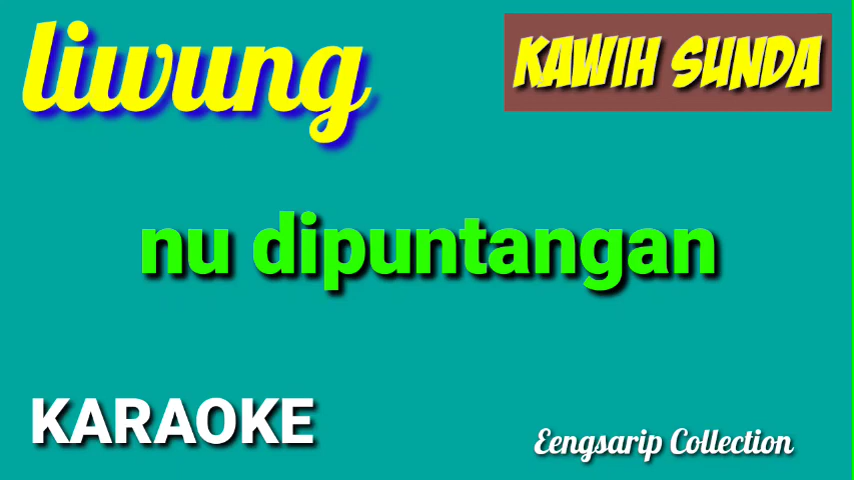 liwung
KAWIH SUNDA
nu dipuntangan
KARAOKE
Eengsarip Collection